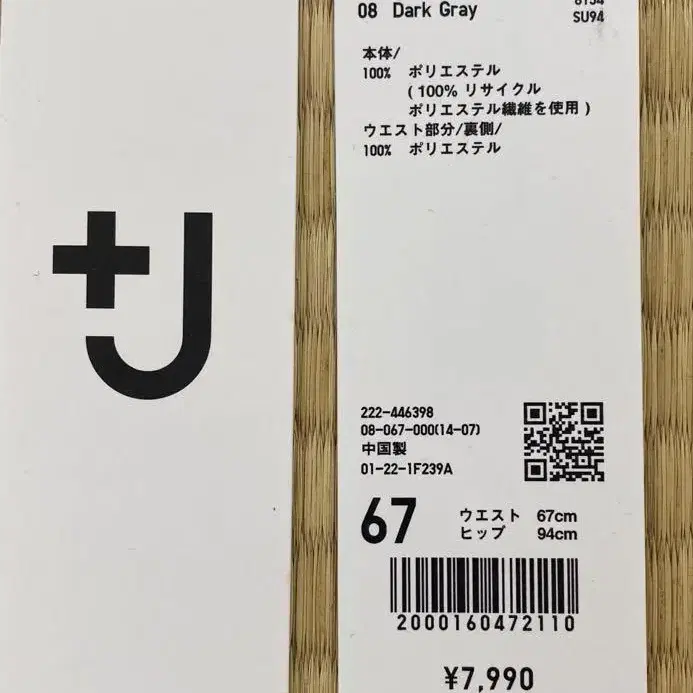 +J
08 Dark Gray
SU94
本体/
100% ポリエステル
( 100% リサイクル
ポリエステル繊維を使用 )
ウエスト部分/裏側/
100% ポリエステル
222-446398
08-067-000(14-07)
中国製
01-22-1F239A
67
ウエスト 67cm
ヒップ 94cm
2000160472110
¥7,990